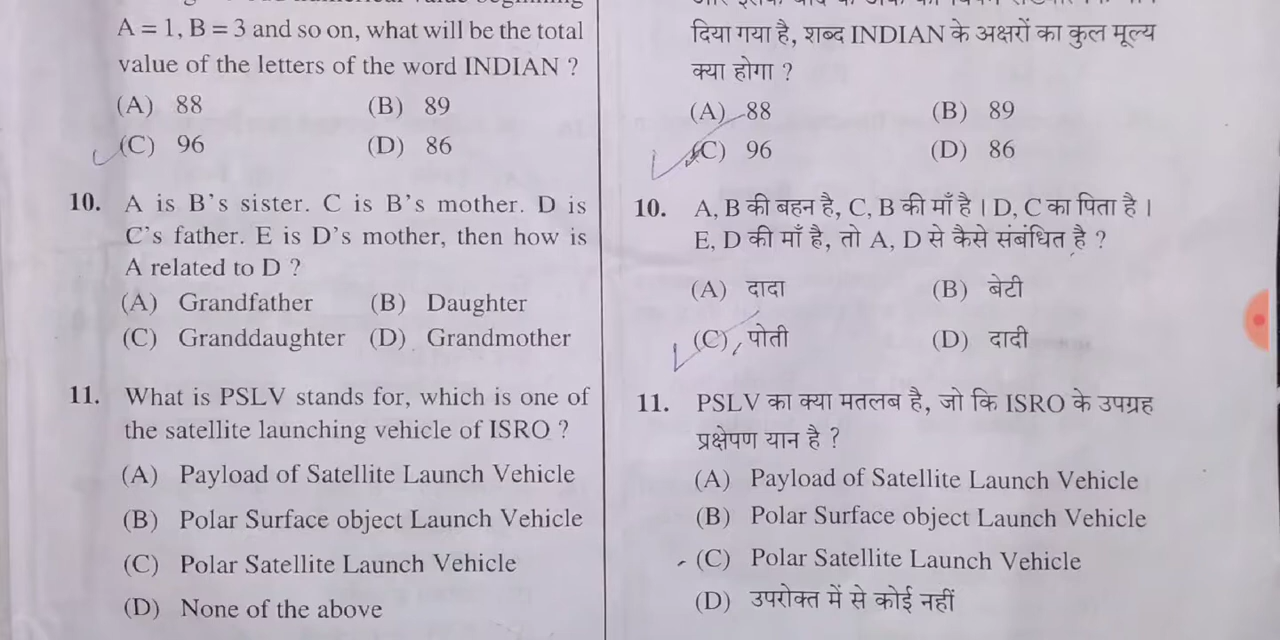 A = 1, B = 3 and so on, what will be the total
value of the letters of the word INDIAN ?
(A) 88 (B) 89
(C) 96 (D) 86
10. A is B's sister. C is B's mother. D is
C's father. E is D's mother, then how is
A related to D ?
(A) Grandfather (B) Daughter
(C) Granddaughter (D) Grandmother
11. What is PSLV stands for, which is one of
the satellite launching vehicle of ISRO ?
(A) Payload of Satellite Launch Vehicle
(B) Polar Surface object Launch Vehicle
(C) Polar Satellite Launch Vehicle
(D) None of the above
दिया गया है, शब्द INDIAN के अक्षरों का कुल मूल्य
क्या होगा ?
(A) 88 (B) 89
(C) 96 (D) 86
10. A, B की बहन है, C, B की माँ है । D, C का पिता है ।
E, D की माँ है, तो A, D से कैसे संबंधित है ?
(A) दादा (B) बेटी
(C) पोती (D) दादी
11. PSLV का क्या मतलब है, जो कि ISRO के उपग्रह
प्रक्षेपण यान है ?
(A) Payload of Satellite Launch Vehicle
(B) Polar Surface object Launch Vehicle
(C) Polar Satellite Launch Vehicle
(D) उपरोक्त में से कोई नहीं